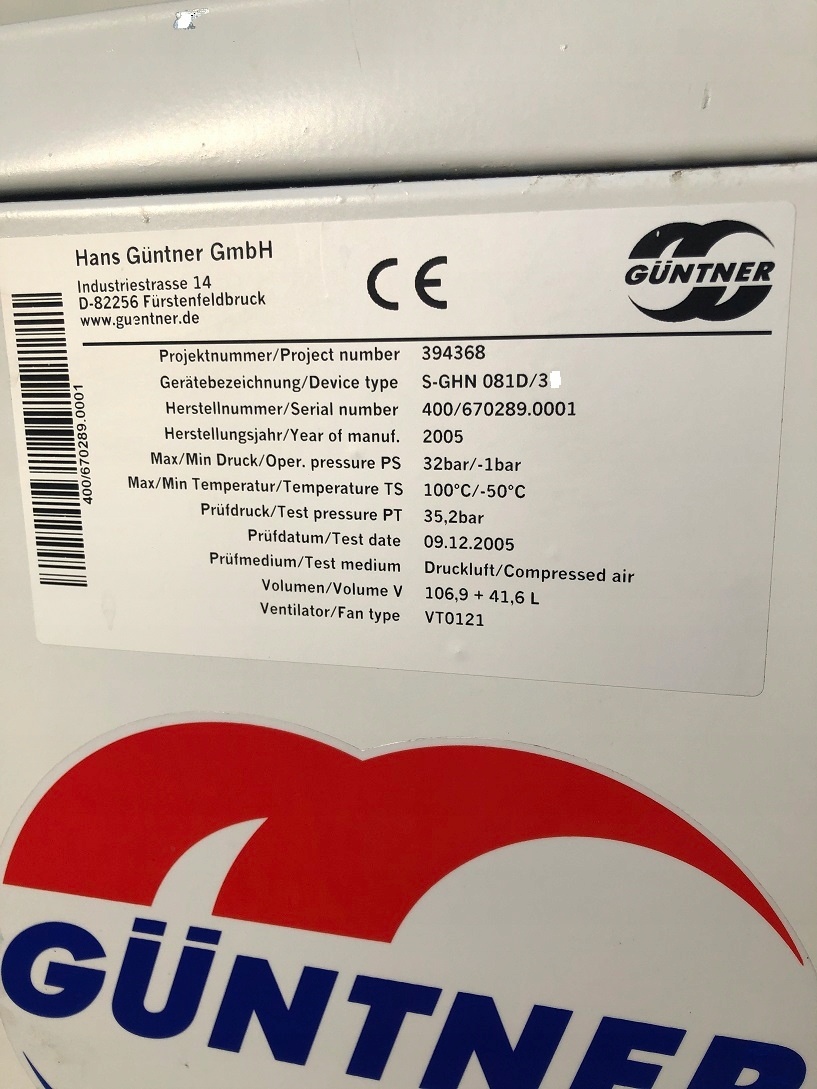 Hans Güntner GmbH
Industriestrasse 14
D-82256 Fürstenfeldbruck
www.guentner.de
CE
GÜNTNER
400/670289.0001
Projektnummer/Project number 394368
Gerätebezeichnung/Device type S-GHN 081D/3
Herstellnummer/Serial number 400/670289.0001
Herstellungsjahr/Year of manuf. 2005
Max/Min Druck/Oper. pressure PS 32bar/-1bar
Max/Min Temperatur/Temperature TS 100°C/-50°C
Prüfdruck/Test pressure PT 35,2bar
Prüfdatum/Test date 09.12.2005
Prüfmedium/Test medium Druckluft/Compressed air
Volumen/Volume V 106,9 + 41,6 L
Ventilator/Fan type VT0121
GÜNTNER